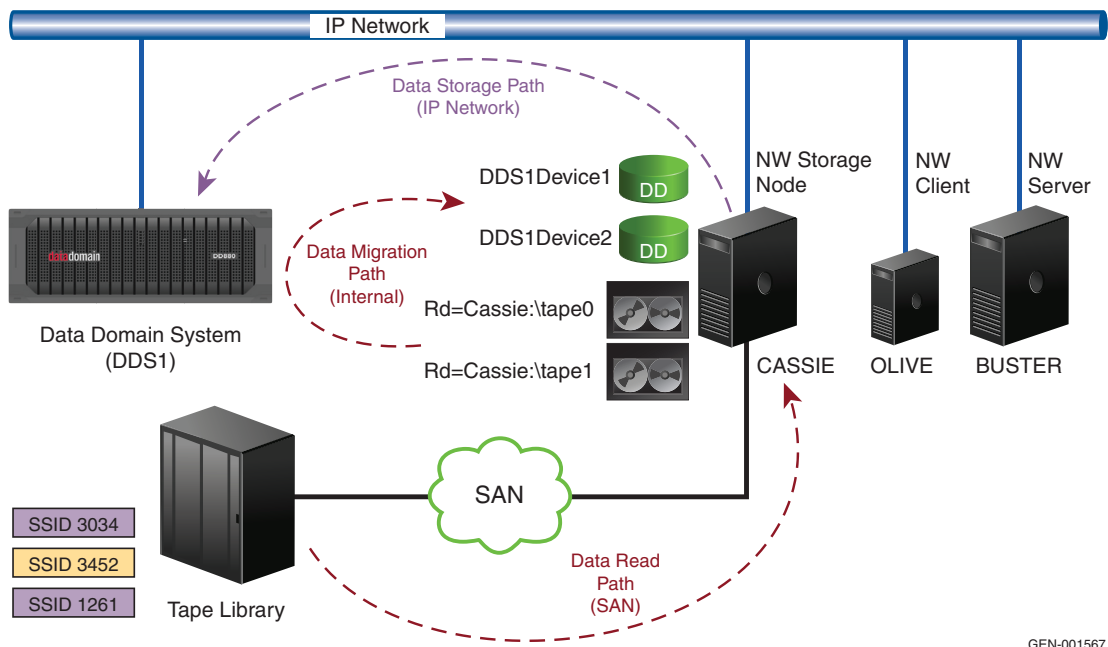 IP Network
Data Storage Path
(IP Network)
DDS1Device1
DD
NW Storage
Node
NW
Client
NW
Server
DDS1Device2
DD
datadomain
DD880
Data Migration
Path
(Internal)
Rd=Cassie:\tape0
Data Domain System
(DDS1)
Rd=Cassie:\tape1
CASSIE
OLIVE
BUSTER
SAN
SSID 3034
SSID 3452
SSID 1261
Tape Library
Data Read
Path
(SAN)
GEN-001567